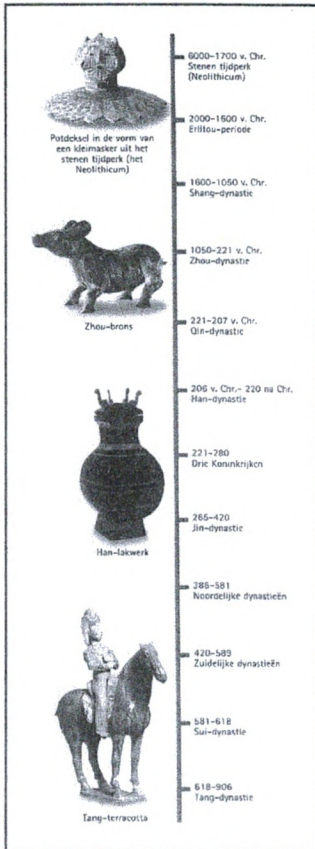 6000-1700 v. Chr.
Stenen tijdperk
(Neolithicum)
2000-1600 v. Chr.
Erlitou-periode
Potdeksel in de vorm van
een kleimasker uit het
stenen tijdperk (het
Neolithicum)
1600-1050 v. Chr.
Shang-dynastie
1050-221 v. Chr.
Zhou-dynastie
Zhou-brons
221-207 v. Chr.
Qin-dynastie
206 v. Chr.- 220 na Chr.
Han-dynastie
221-280
Drie Koninkrijken
265-420
Jin-dynastie
Han-lakwerk
386-581
Noordelijke dynastieën
420-589
Zuidelijke dynastieën
581-618
Sui-dynastie
618-906
Tang-dynastie
Tang-terracotta